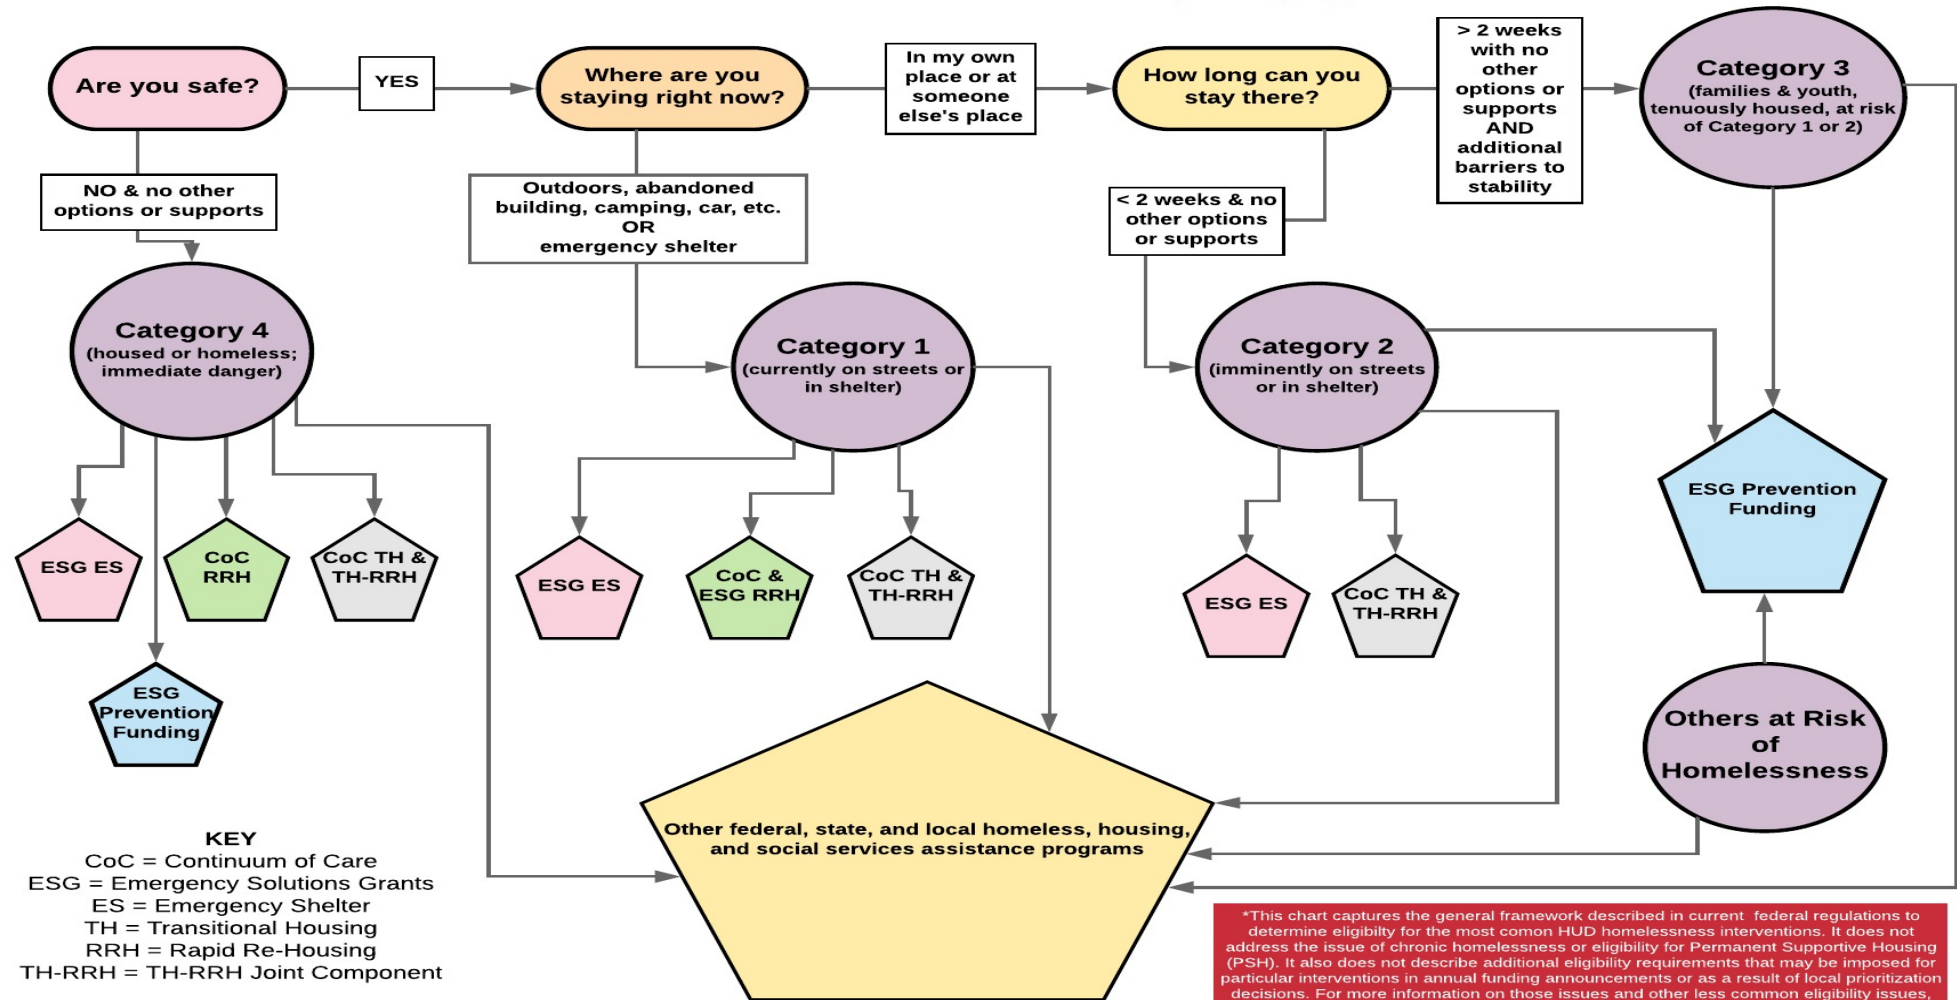 Are you safe?
YES
Where are you
staying right now?
In my own
place or at
someone
else's place
How long can you
stay there?
> 2 weeks
with no
other
options or
supports
AND
additional
barriers to
stability
Category 3
(families & youth,
tenuously housed, at risk
of Category 1 or 2)
NO & no other
options or supports
Outdoors, abandoned
building, camping, car, etc.
OR
emergency shelter
< 2 weeks & no
other options
or supports
Category 4
(housed or homeless;
immediate danger)
Category 1
(currently on streets or
in shelter)
Category 2
(imminently on streets
or in shelter)
ESG Prevention
Funding
ESG ES
CoC
RRH
CoC TH &
TH-RRH
ESG ES
CoC &
ESG RRH
CoC TH &
TH-RRH
ESG ES
CoC TH &
TH-RRH
ESG
Prevention
Funding
Others at Risk
of
Homelessness
Other federal, state, and local homeless, housing,
and social services assistance programs
KEY
CoC = Continuum of Care
ESG = Emergency Solutions Grants
ES = Emergency Shelter
TH = Transitional Housing
RRH = Rapid Re-Housing
TH-RRH = TH-RRH Joint Component
*This chart captures the general framework described in current federal regulations to
determine eligibilty for the most comon HUD homelessness interventions. It does not
address the issue of chronic homelessness or eligibility for Permanent Supportive Housing
(PSH). It also does not describe additional eligibility requirements that may be imposed for
particular interventions in annual funding announcements or as a result of local prioritization
decisions. For more information on those issues and other less common eligibility issues,